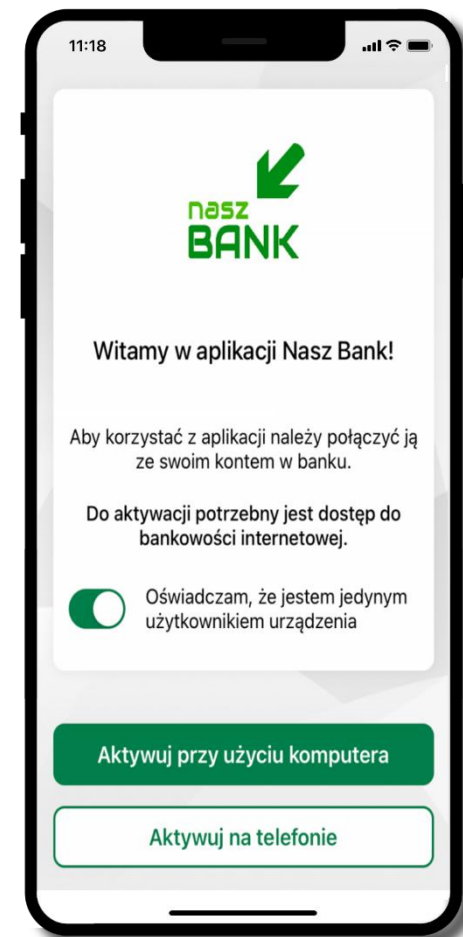 11:18
nasz
BANK
Witamy w aplikacji Nasz Bank!
Aby korzystać z aplikacji należy połączyć ją
ze swoim kontem w banku.
Do aktywacji potrzebny jest dostęp do
bankowości internetowej.
Oświadczam, że jestem jedynym
użytkownikiem urządzenia
Aktywuj przy użyciu komputera
Aktywuj na telefonie